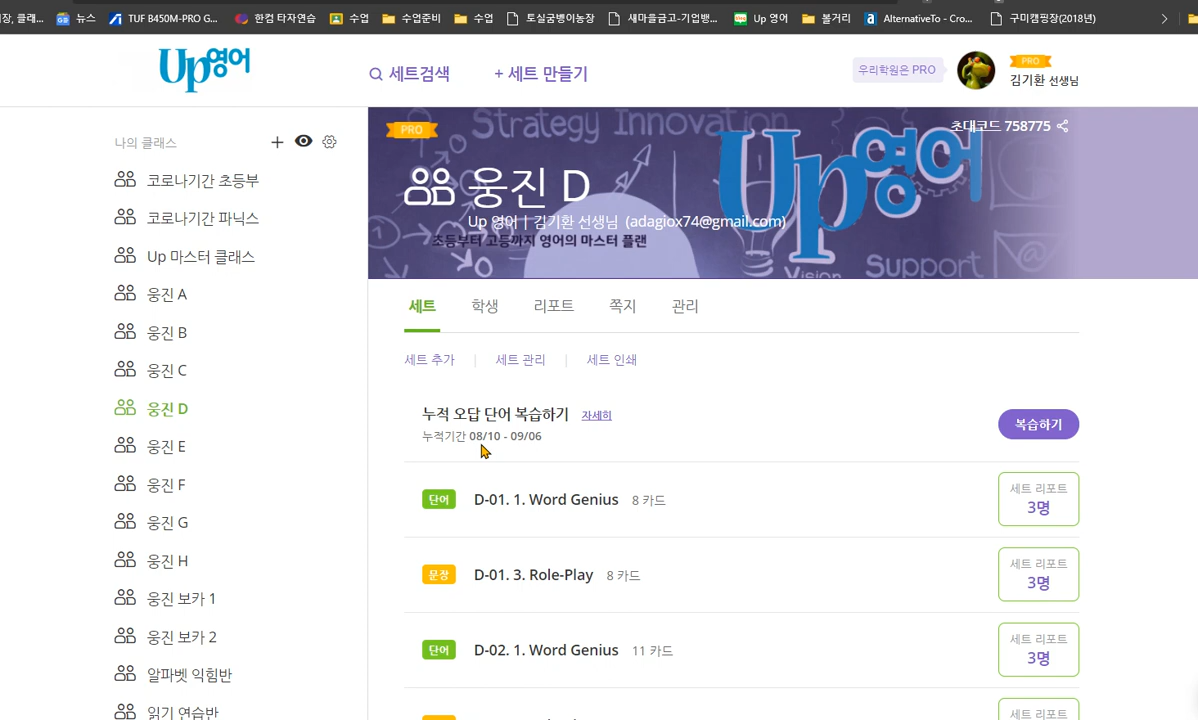 장, 클래... 뉴스 TUF B450M-PRO G... 한컴 타자연습 수업 수업준비 수업 토실굼벵이농장 새마을금고-기업뱅... Up 영어 볼거리 AlternativeTo - Cro... 구미캠핑장(2018년)
Up영어
세트검색 + 세트 만들기 우리학원은 PRO PRO
김기환 선생님
나의 클래스
코로나기간 초등부
코로나기간 파닉스
Up 마스터 클래스
웅진 A
웅진 B
웅진 C
웅진 D
웅진 E
웅진 F
웅진 G
웅진 H
웅진 보카 1
웅진 보카 2
알파벳 익힘반
읽기 연습반
PRO
Strategy Innovation
초대코드 758775
Up영어
웅진 D
Up 영어 | 김기환 선생님 (adagiox74@gmail.com)
초등부터 고등까지 영어의 마스터 플랜
Vision Support
세트 학생 리포트 쪽지 관리
세트 추가 | 세트 관리 | 세트 인쇄
누적 오답 단어 복습하기 자세히
누적기간 08/10 - 09/06
복습하기
단어 D-01. 1. Word Genius 8 카드
세트 리포트
3명
문장 D-01. 3. Role-Play 8 카드
세트 리포트
3명
단어 D-02. 1. Word Genius 11 카드
세트 리포트
3명
세트 리포트